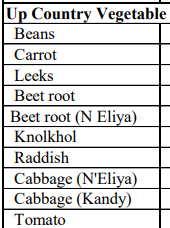 Up Country Vegetable
Beans
Carrot
Leeks
Beet root
Beet root (N Eliya)
Knolkhol
Raddish
Cabbage (N'Eliya)
Cabbage (Kandy)
Tomato